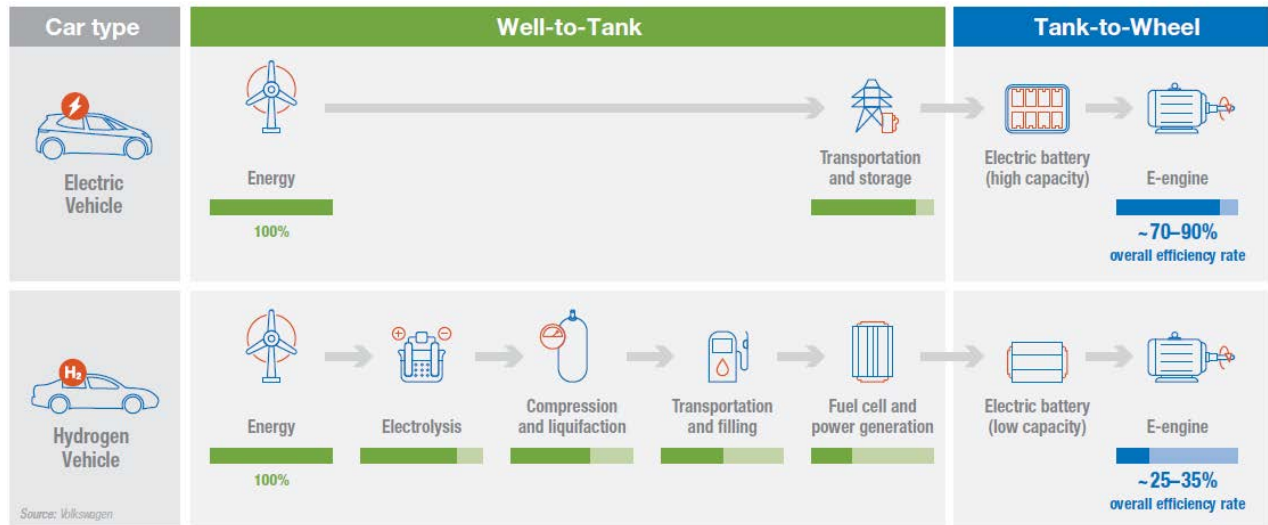 Car type
Well-to-Tank
Tank-to-Wheel
Electric
Vehicle
Energy
100%
Transportation
and storage
Electric battery
(high capacity)
E-engine
~70–90%
overall efficiency rate
H₂
Hydrogen
Vehicle
Energy
100%
Electrolysis
Compression
and liquifaction
Transportation
and filling
Fuel cell and
power generation
Electric battery
(low capacity)
E-engine
~25–35%
overall efficiency rate
Source: Volkswagen